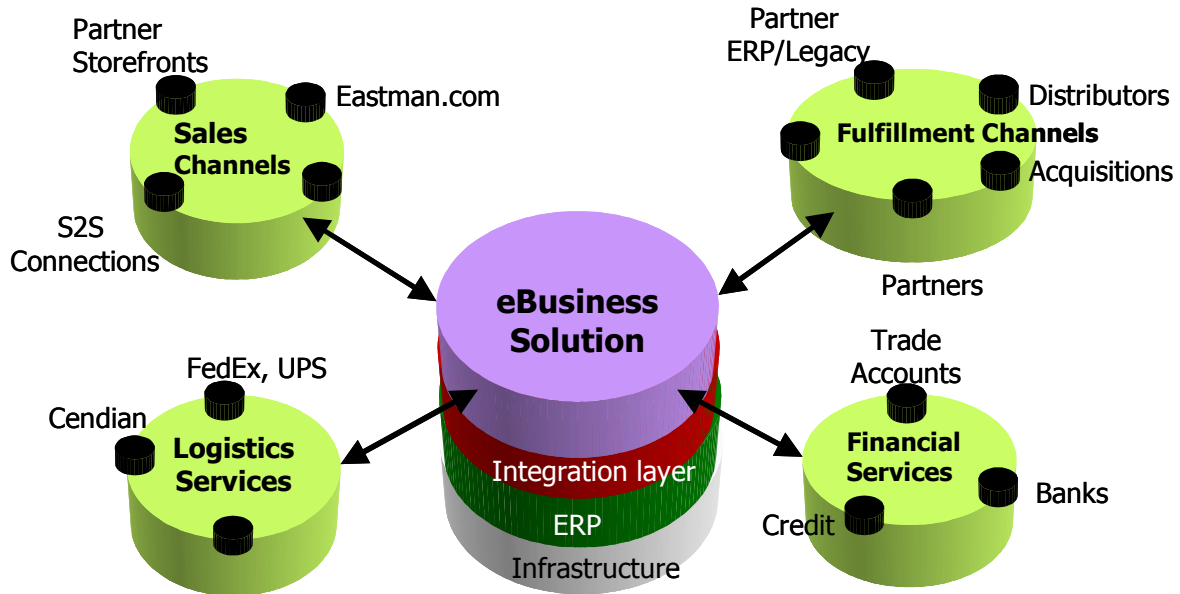 Partner
Storefronts
Eastman.com
Sales
Channels
S2S
Connections
Partner
ERP/Legacy
Distributors
Fulfillment Channels
Acquisitions
Partners
eBusiness
Solution
Integration layer
ERP
Infrastructure
FedEx, UPS
Cendian
Logistics
Services
Trade
Accounts
Financial
Services
Banks
Credit